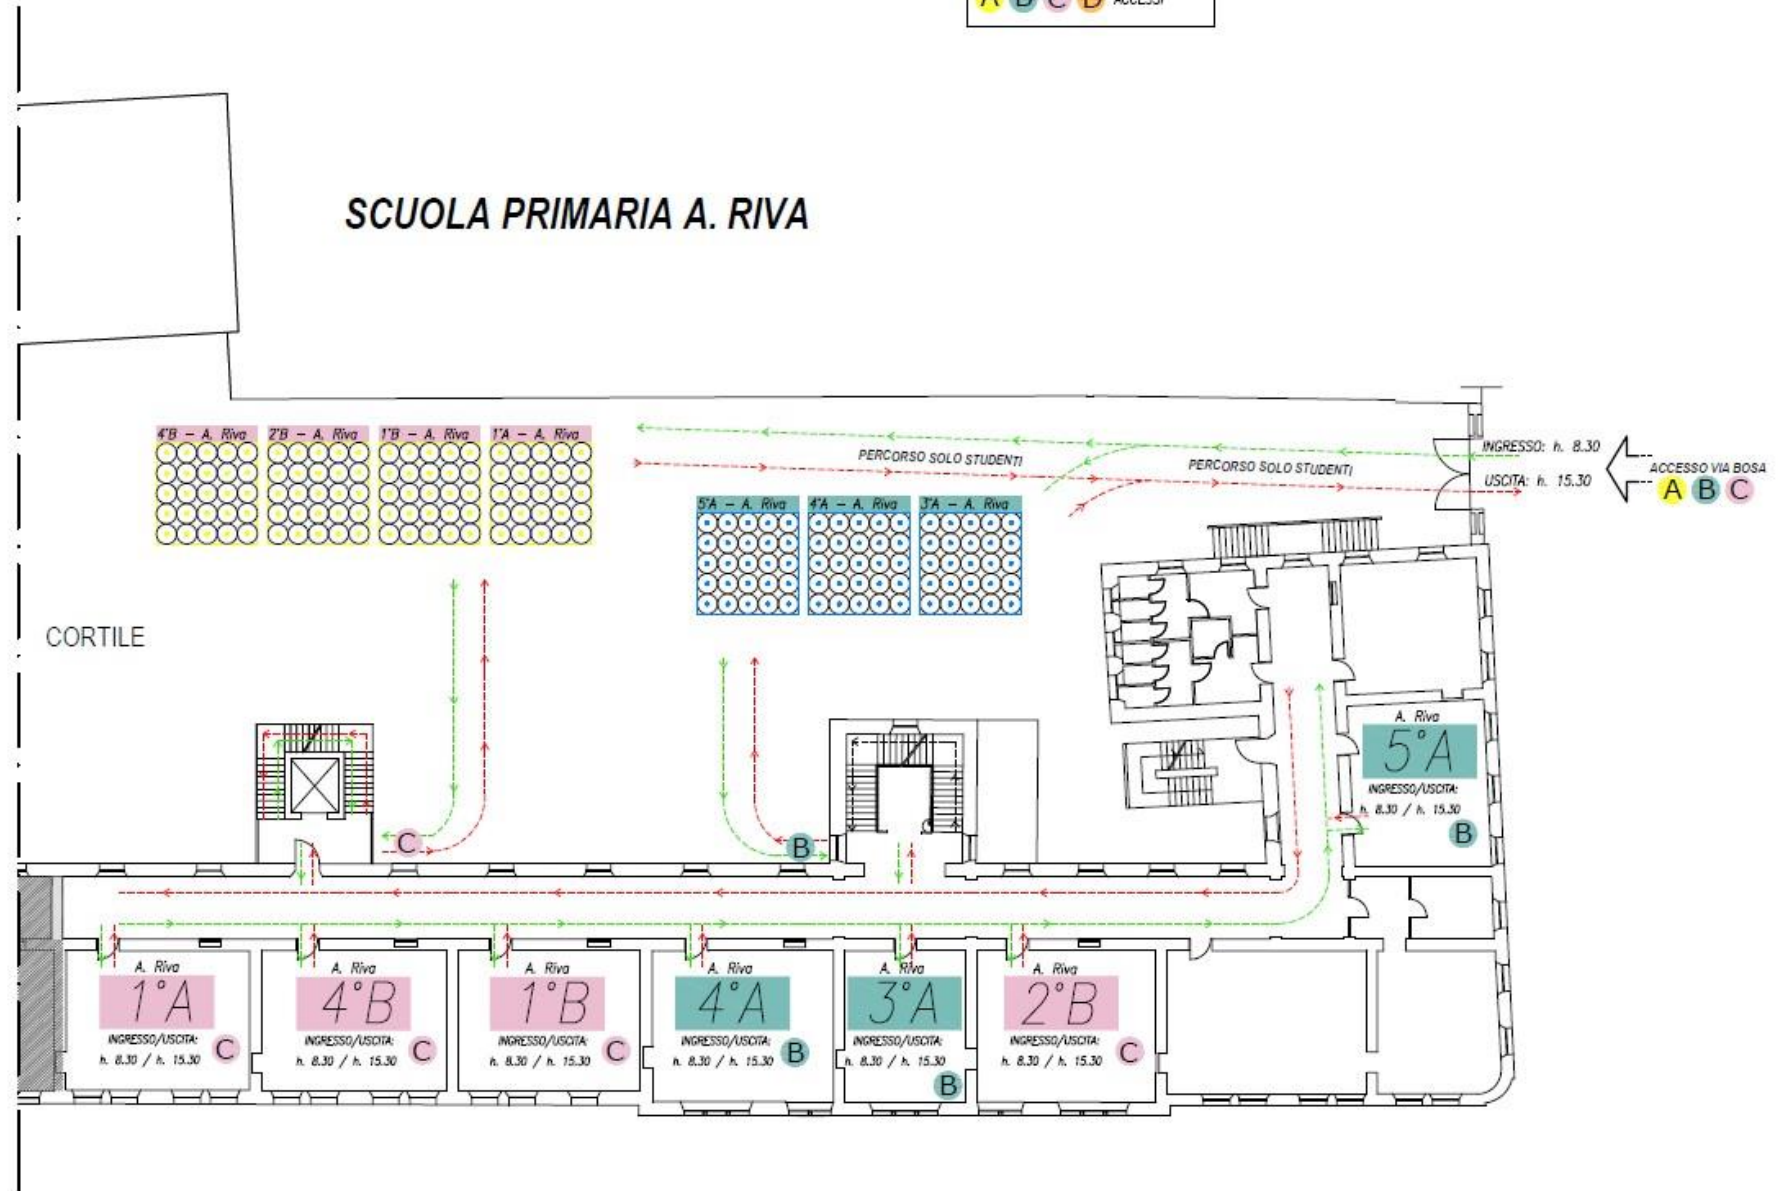 A B C D ACCESSI
SCUOLA PRIMARIA A. RIVA
4°B - A. Riva
2°B - A. Riva
1°B - A. Riva
1°A - A. Riva
PERCORSO SOLO STUDENTI
PERCORSO SOLO STUDENTI
INGRESSO: h. 8.30
USCITA: h. 15.30
ACCESSO VIA BOSA
A B C
5°A - A. Riva
4°A - A. Riva
3°A - A. Riva
CORTILE
A. Riva
5°A
INGRESSO/USCITA:
h. 8.30 / h. 15.30
B
C
B
A. Riva
1°A
INGRESSO/USCITA:
h. 8.30 / h. 15.30
C
A. Riva
4°B
INGRESSO/USCITA:
h. 8.30 / h. 15.30
C
A. Riva
1°B
INGRESSO/USCITA:
h. 8.30 / h. 15.30
C
A. Riva
4°A
INGRESSO/USCITA:
h. 8.30 / h. 15.30
B
A. Riva
3°A
INGRESSO/USCITA:
h. 8.30 / h. 15.30
B
A. Riva
2°B
INGRESSO/USCITA:
h. 8.30 / h. 15.30
C